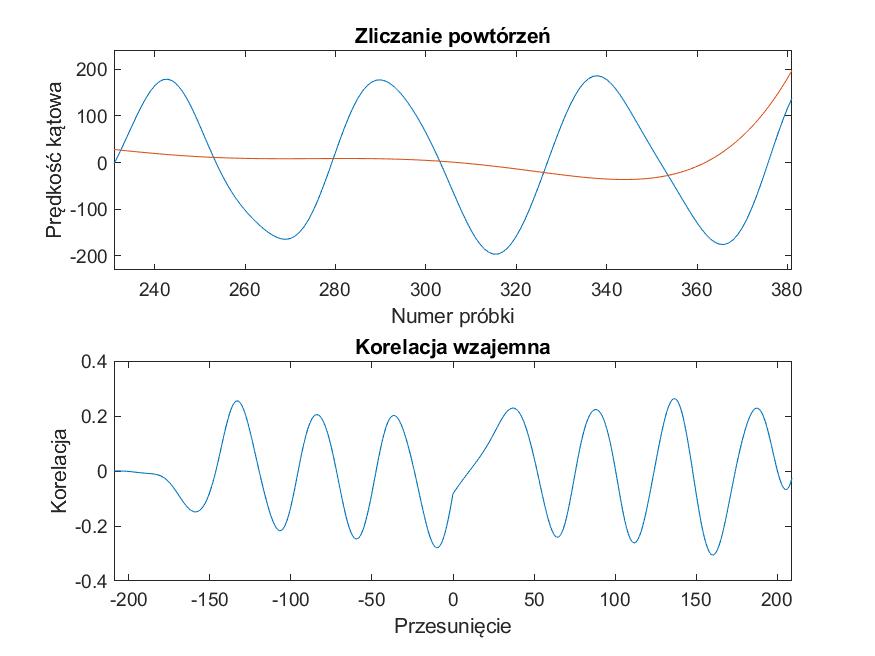 Zliczanie powtórzeń
200
100
0
-100
-200
Prędkość kątowa
240 260 280 300 320 340 360 380
Numer próbki
Korelacja wzajemna
0.4
0.2
0
-0.2
-0.4
Korelacja
-200 -150 -100 -50 0 50 100 150 200
Przesunięcie